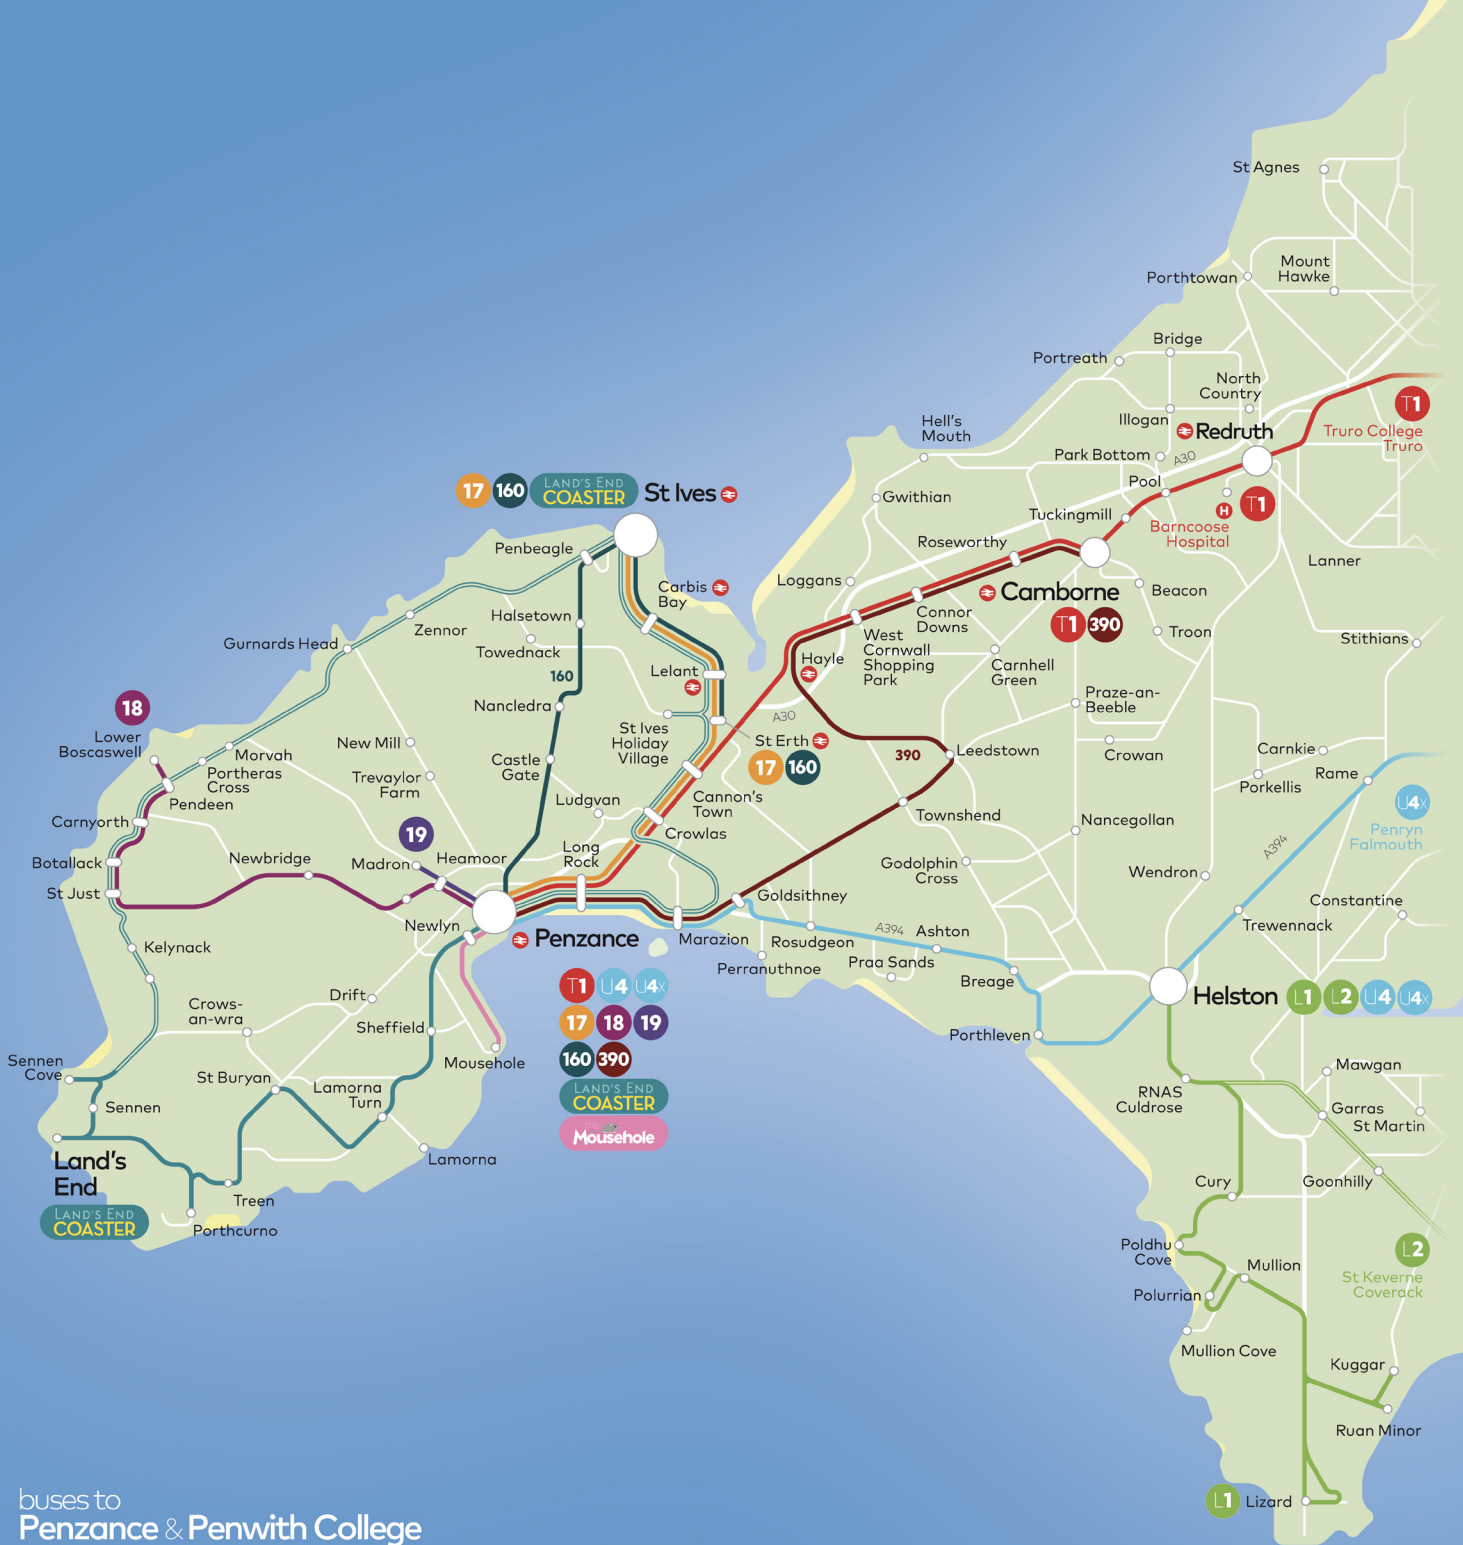 St Agnes
Mount
Hawke
Porthtowan
Bridge
Portreath
North
Country
T1
Truro College
Truro
Illogan
Redruth
Hell's
Mouth
Park Bottom
A30
Pool
T1
H
Barncoose
Hospital
Tuckingmill
Gwithian
17
160
LAND'S END
COASTER
St Ives
Roseworthy
Lanner
Penbeagle
Carbis
Bay
Loggans
Camborne
Beacon
Connor
Downs
T1
390
Halsetown
Zennor
Troon
Stithians
Gurnards Head
Towednack
West
Cornwall
Shopping
Park
Hayle
Carnhell
Green
Lelant
160
Praze-an-
Beeble
18
Nancledra
A30
St Ives
Holiday
Village
St Erth
17
160
Lower
Boscaswell
New Mill
390
Leedstown
Crowan
Carnkie
Morvah
Portheras
Cross
Castle
Gate
Rame
Porkellis
Trevaylor
Farm
Pendeen
Ludgvan
Cannon's
Town
U4x
Penryn
Falmouth
Carnyorth
19
Townshend
Nancegollan
Crowlas
A394
Botallack
Newbridge
Madron
Heamoor
Long
Rock
Godolphin
Cross
Wendron
St Just
Goldsithney
Constantine
Newlyn
Penzance
Marazion
Rosudgeon
A394
Ashton
Trewennack
Kelynack
Perranuthnoe
Praa Sands
Breage
T1
U4
U4x
Helston
L1
L2
U4
U4x
Drift
Crows-
an-wra
17
18
19
Sheffield
Porthleven
160
390
Mousehole
Sennen
Cove
St Buryan
Lamorna
Turn
LAND'S END
COASTER
Mawgan
RNAS
Culdrose
Sennen
Garras
St Martin
the
Mousehole
Land's
End
Lamorna
Cury
Goonhilly
LAND'S END
COASTER
Treen
Porthcurno
Poldhu
Cove
L2
St Keverne
Coverack
Mullion
Polurrian
Mullion Cove
Kuggar
Ruan Minor
L1
Lizard
buses to
Penzance & Penwith College